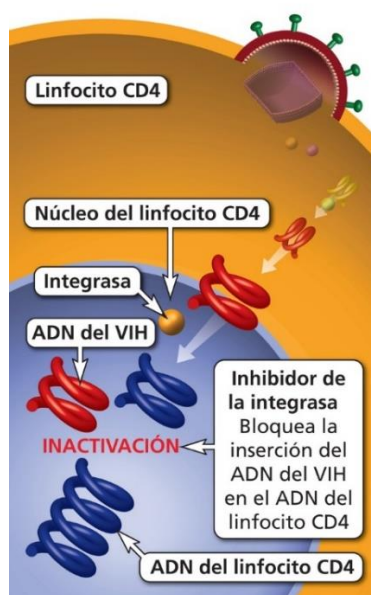 Linfocito CD4
Núcleo del linfocito CD4
Integrasa
ADN del VIH
Inhibidor de
la integrasa
Bloquea la
inserción del
ADN del VIH
en el ADN del
linfocito CD4
INACTIVACIÓN
ADN del linfocito CD4